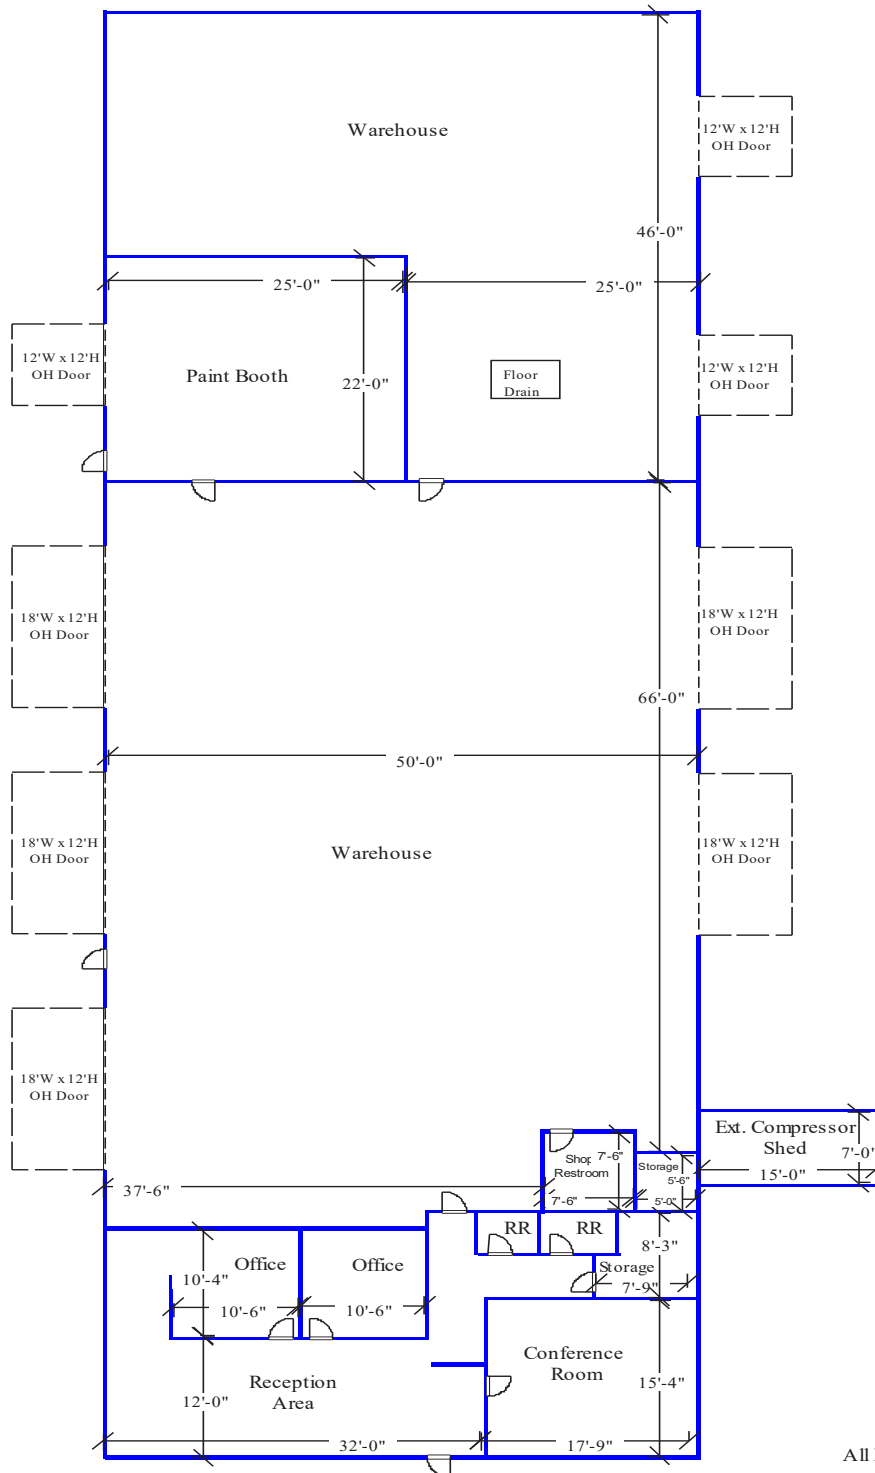 Warehouse
12'W x 12'H
OH Door
46'-0"
25'-0"
25'-0"
12'W x 12'H
OH Door
Paint Booth
22'-0"
Floor
Drain
12'W x 12'H
OH Door
18'W x 12'H
OH Door
18'W x 12'H
OH Door
66'-0"
50'-0"
18'W x 12'H
OH Door
Warehouse
18'W x 12'H
OH Door
18'W x 12'H
OH Door
Ext. Compressor
Shed
7'-0"
15'-0"
Shop
Restroom
7'-6"
7'-6"
Storage
5'-6"
5'-0"
37'-6"
RR
RR
8'-3"
Storage
7'-9"
Office
Office
10'-4"
10'-6"
10'-6"
Conference
Room
15'-4"
Reception
Area
12'-0"
32'-0"
17'-9"
All